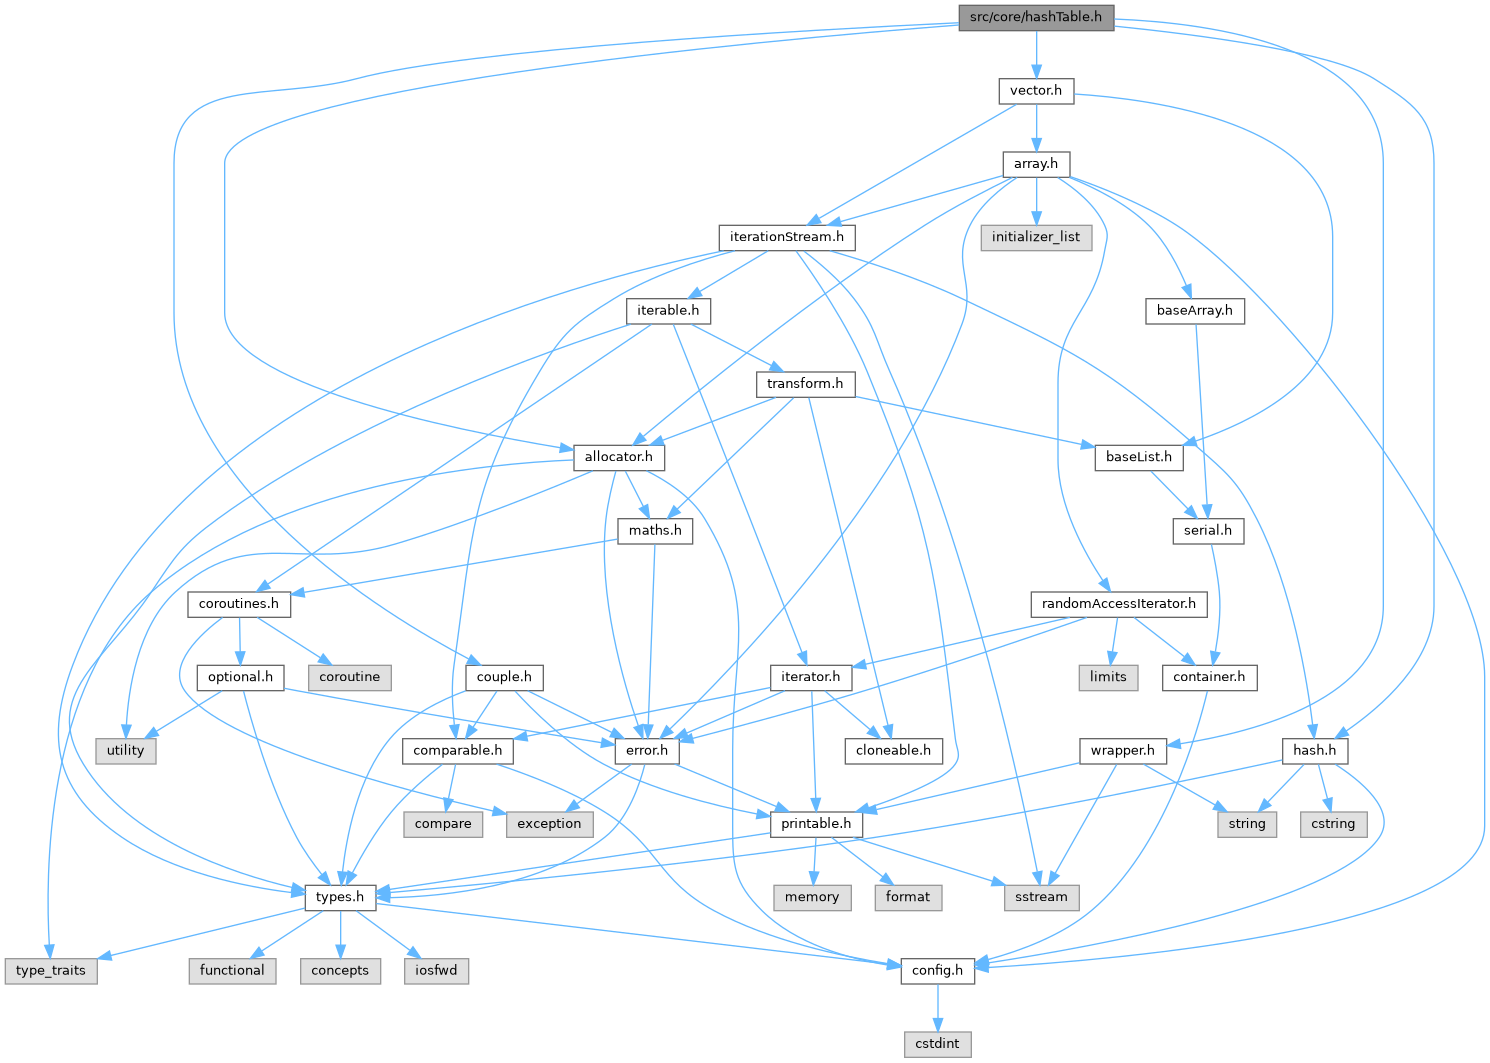 src/core/hashTable.h
vector.h
array.h
iterationStream.h
initializer_list
iterable.h
baseArray.h
transform.h
allocator.h
baseList.h
maths.h
serial.h
coroutines.h
randomAccessIterator.h
optional.h
coroutine
couple.h
iterator.h
limits
container.h
utility
comparable.h
error.h
cloneable.h
wrapper.h
hash.h
compare
exception
printable.h
string
cstring
types.h
memory
format
sstream
type_traits
functional
concepts
iosfwd
config.h
cstdint